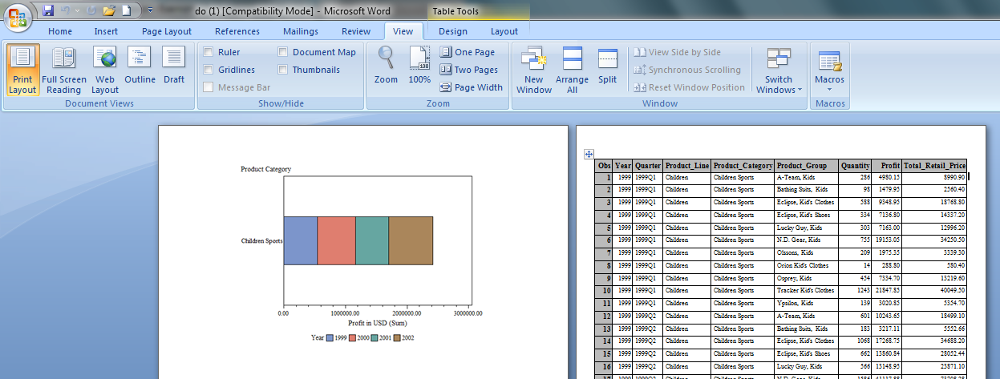 do (1) [Compatibility Mode] - Microsoft Word
Table Tools
Home Insert Page Layout References Mailings Review View Design Layout
Print Layout
Full Screen Reading
Web Layout
Outline
Draft
Document Views
Ruler
Gridlines
Message Bar
Document Map
Thumbnails
Show/Hide
Zoom
100%
One Page
Two Pages
Page Width
Zoom
New Window
Arrange All
Split
View Side by Side
Synchronous Scrolling
Reset Window Position
Switch Windows
Window
Macros
Macros
Product Category
Children Sports
0.00 1000000.00 2000000.00 3000000.00
Profit in USD (Sum)
Year 1999 2000 2001 2002
Obs Year Quarter Product_Line Product_Category Product_Group Quantity Profit Total_Retail_Price
1 1999 1999Q1 Children Children Sports A-Team, Kids 286 4980.15 8990.90
2 1999 1999Q1 Children Children Sports Bathing Suits, Kids 98 1479.95 2560.40
3 1999 1999Q1 Children Children Sports Eclipse, Kid's Clothes 588 9348.95 18768.80
4 1999 1999Q1 Children Children Sports Eclipse, Kid's Shoes 334 7136.80 14337.20
5 1999 1999Q1 Children Children Sports Lucky Guy, Kids 303 7163.00 12996.20
6 1999 1999Q1 Children Children Sports N.D. Gear, Kids 755 19153.05 34250.50
7 1999 1999Q1 Children Children Sports Olssons, Kids 209 1975.35 3339.30
8 1999 1999Q1 Children Children Sports Orion Kid's Clothes 14 288.80 580.40
9 1999 1999Q1 Children Children Sports Osprey, Kids 454 7334.70 13219.60
10 1999 1999Q1 Children Children Sports Tracker Kid's Clothes 1243 21847.85 40049.50
11 1999 1999Q1 Children Children Sports Ypsilon, Kids 139 3020.85 5354.70
12 1999 1999Q2 Children Children Sports A-Team, Kids 601 10243.65 18499.10
13 1999 1999Q2 Children Children Sports Bathing Suits, Kids 183 3217.11 5552.66
14 1999 1999Q2 Children Children Sports Eclipse, Kid's Clothes 1068 17268.75 34688.20
15 1999 1999Q2 Children Children Sports Eclipse, Kid's Shoes 662 13860.84 28052.44
16 1999 1999Q2 Children Children Sports Lucky Guy, Kids 566 13148.95 23871.10